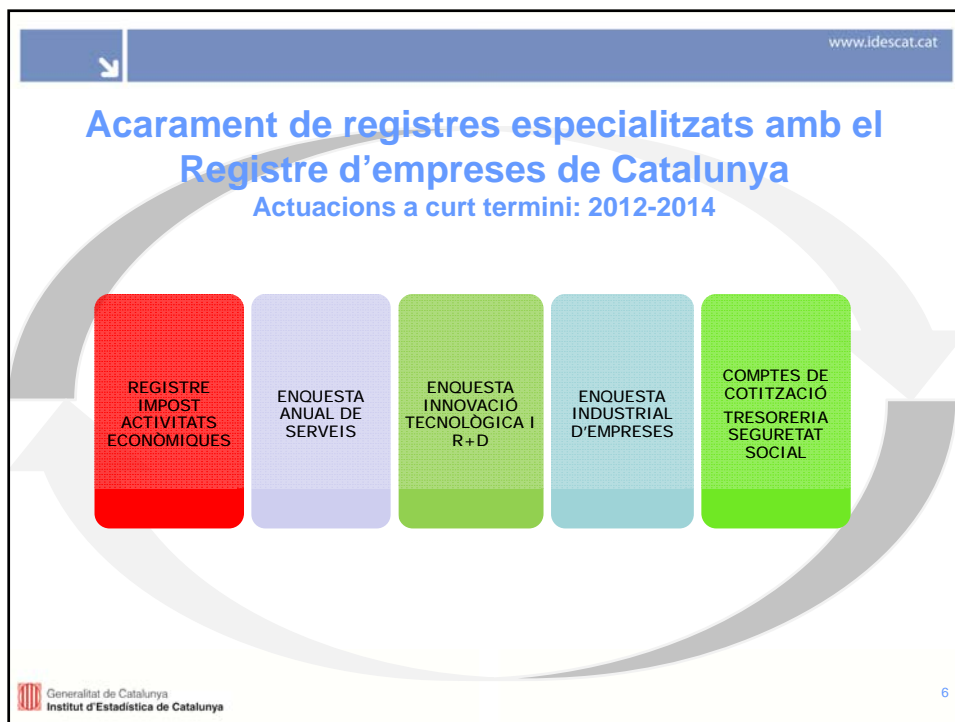 www.idescat.cat
Acarament de registres especialitzats amb el
Registre d'empreses de Catalunya
Actuacions a curt termini: 2012-2014
REGISTRE
IMPOST
ACTIVITATS
ECONÒMIQUES
ENQUESTA
ANUAL DE
SERVEIS
ENQUESTA
INNOVACIÓ
TECNOLÒGICA I
R+D
ENQUESTA
INDUSTRIAL
D'EMPRESES
COMPTES DE
COTITZACIÓ
TRESORERIA
SEGURETAT
SOCIAL
Generalitat de Catalunya
Institut d'Estadística de Catalunya
6